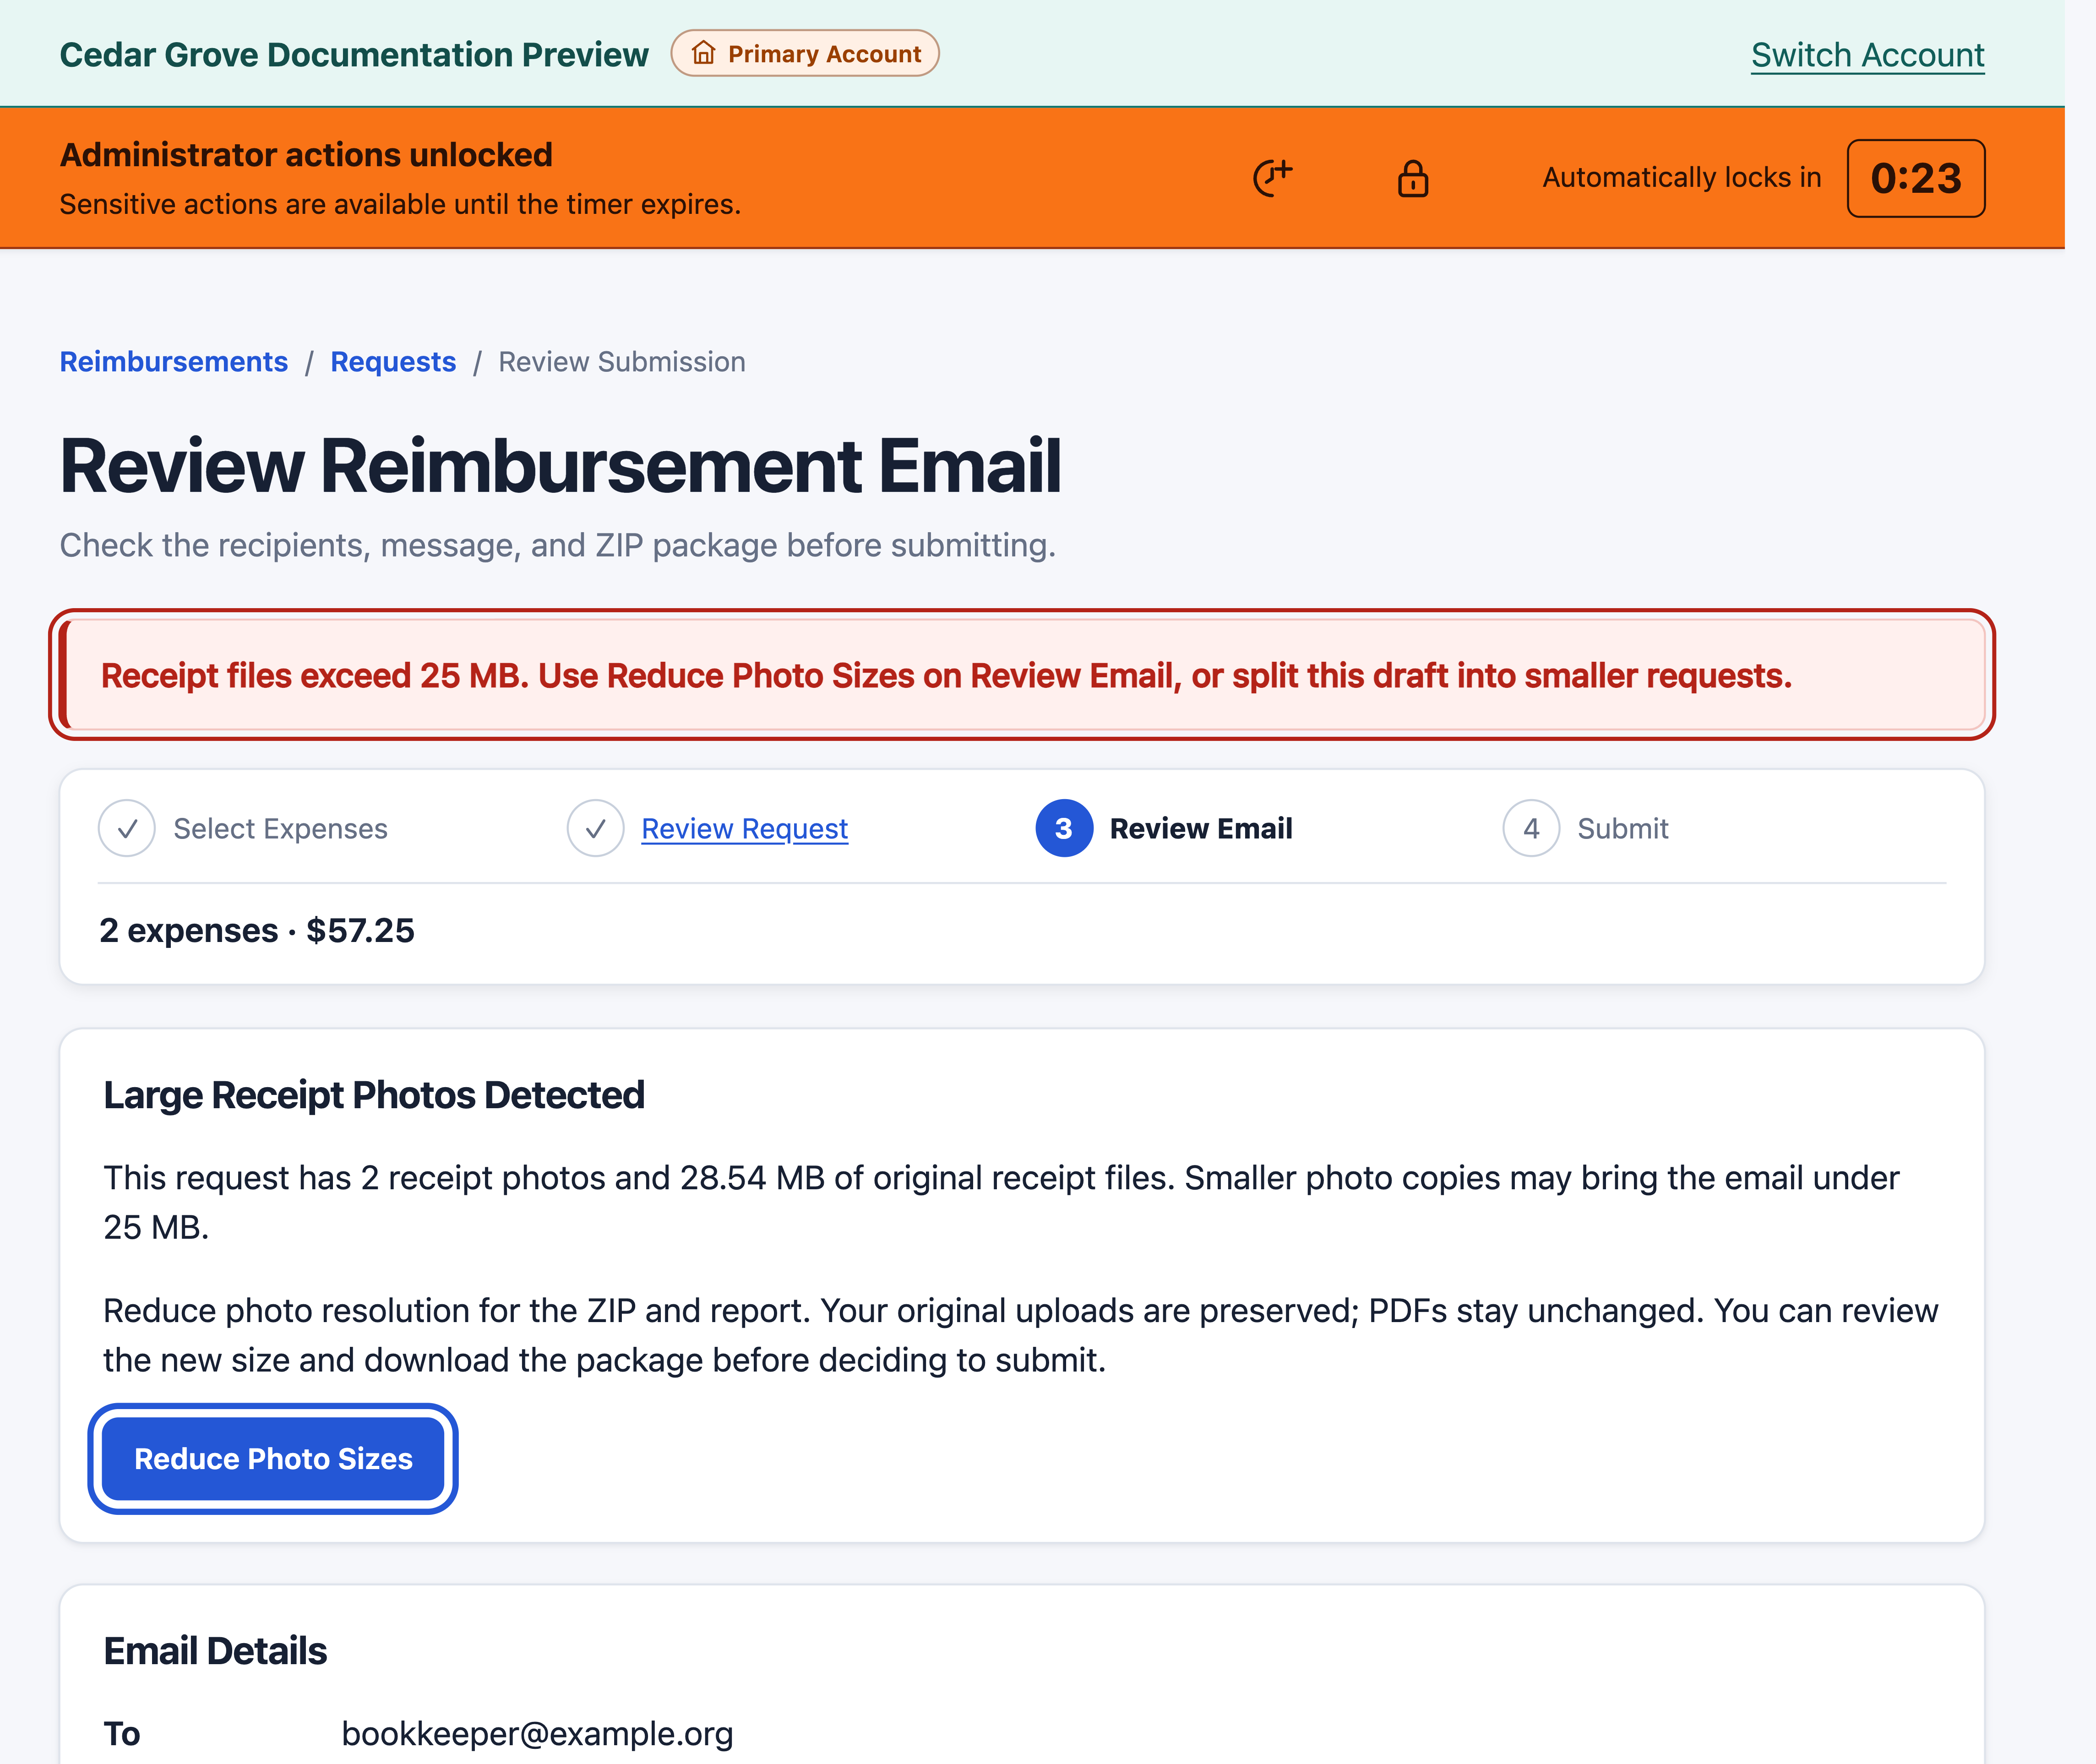 Cedar Grove Documentation Preview
Primary Account
Switch Account
Administrator actions unlocked
Sensitive actions are available until the timer expires.
Automatically locks in
0:23
Reimbursements / Requests / Review Submission
Review Reimbursement Email
Check the recipients, message, and ZIP package before submitting.
Receipt files exceed 25 MB. Use Reduce Photo Sizes on Review Email, or split this draft into smaller requests.
Select Expenses
Review Request
3 Review Email
4 Submit
2 expenses · $57.25
Large Receipt Photos Detected
This request has 2 receipt photos and 28.54 MB of original receipt files. Smaller photo copies may bring the email under
25 MB.
Reduce photo resolution for the ZIP and report. Your original uploads are preserved; PDFs stay unchanged. You can review
the new size and download the package before deciding to submit.
Reduce Photo Sizes
Email Details
To bookkeeper@example.org